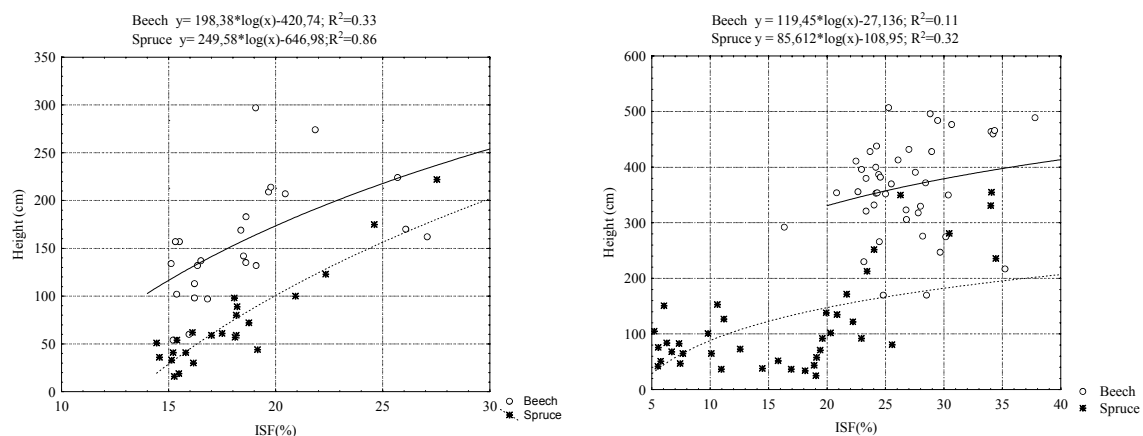 Beech y= 198,38*log(x)-420,74; R²=0.33
Spruce y= 249,58*log(x)-646,98;R²=0.86
350
300
250
200
150
100
50
0
Height (cm)
10 15 20 25 30
ISF(%)
Beech
Spruce
Beech y = 119,45*log(x)-27,136; R²=0.11
Spruce y = 85,612*log(x)-108,95; R²=0.32
600
500
400
300
200
100
0
Height (cm)
5 10 15 20 25 30 35 40
ISF(%)
Beech
Spruce